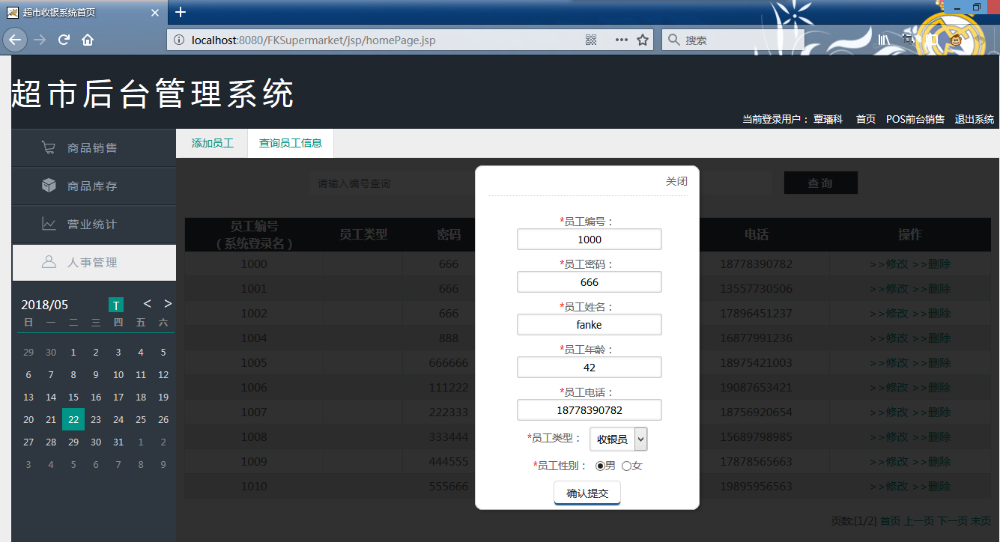 超市收银系统首页
localhost:8080/FKSupermarket/jsp/homePage.jsp
搜索
超市后台管理系统
当前登录用户： 覃璠科 首页 POS前台销售 退出系统
商品销售
商品库存
营业统计
人事管理
2018/05 T < >
日 一 二 三 四 五 六
29 30 1 2 3 4 5
6 7 8 9 10 11 12
13 14 15 16 17 18 19
20 21 22 23 24 25 26
27 28 29 30 31 1 2
3 4 5 6 7 8 9
添加员工 查询员工信息
请输入编号查询 查 询
员工编号
（系统登录名） 员工类型 密码 电话 操作
1000 666 18778390782 >>修改 >>删除
1001 666 13557730506 >>修改 >>删除
1002 666 17896451237 >>修改 >>删除
1004 888 16877991236 >>修改 >>删除
1005 666666 18975421003 >>修改 >>删除
1006 111222 19087653421 >>修改 >>删除
1007 222333 18756920654 >>修改 >>删除
1008 333444 15689798985 >>修改 >>删除
1009 444555 17878565663 >>修改 >>删除
1010 555666 19895956563 >>修改 >>删除
页数:[1/2] 首页 上一页 下一页 末页
关闭
*员工编号：
1000
*员工密码：
666
*员工姓名：
fanke
*员工年龄：
42
*员工电话：
18778390782
*员工类型： 收银员
*员工性别： 男 女
确认提交